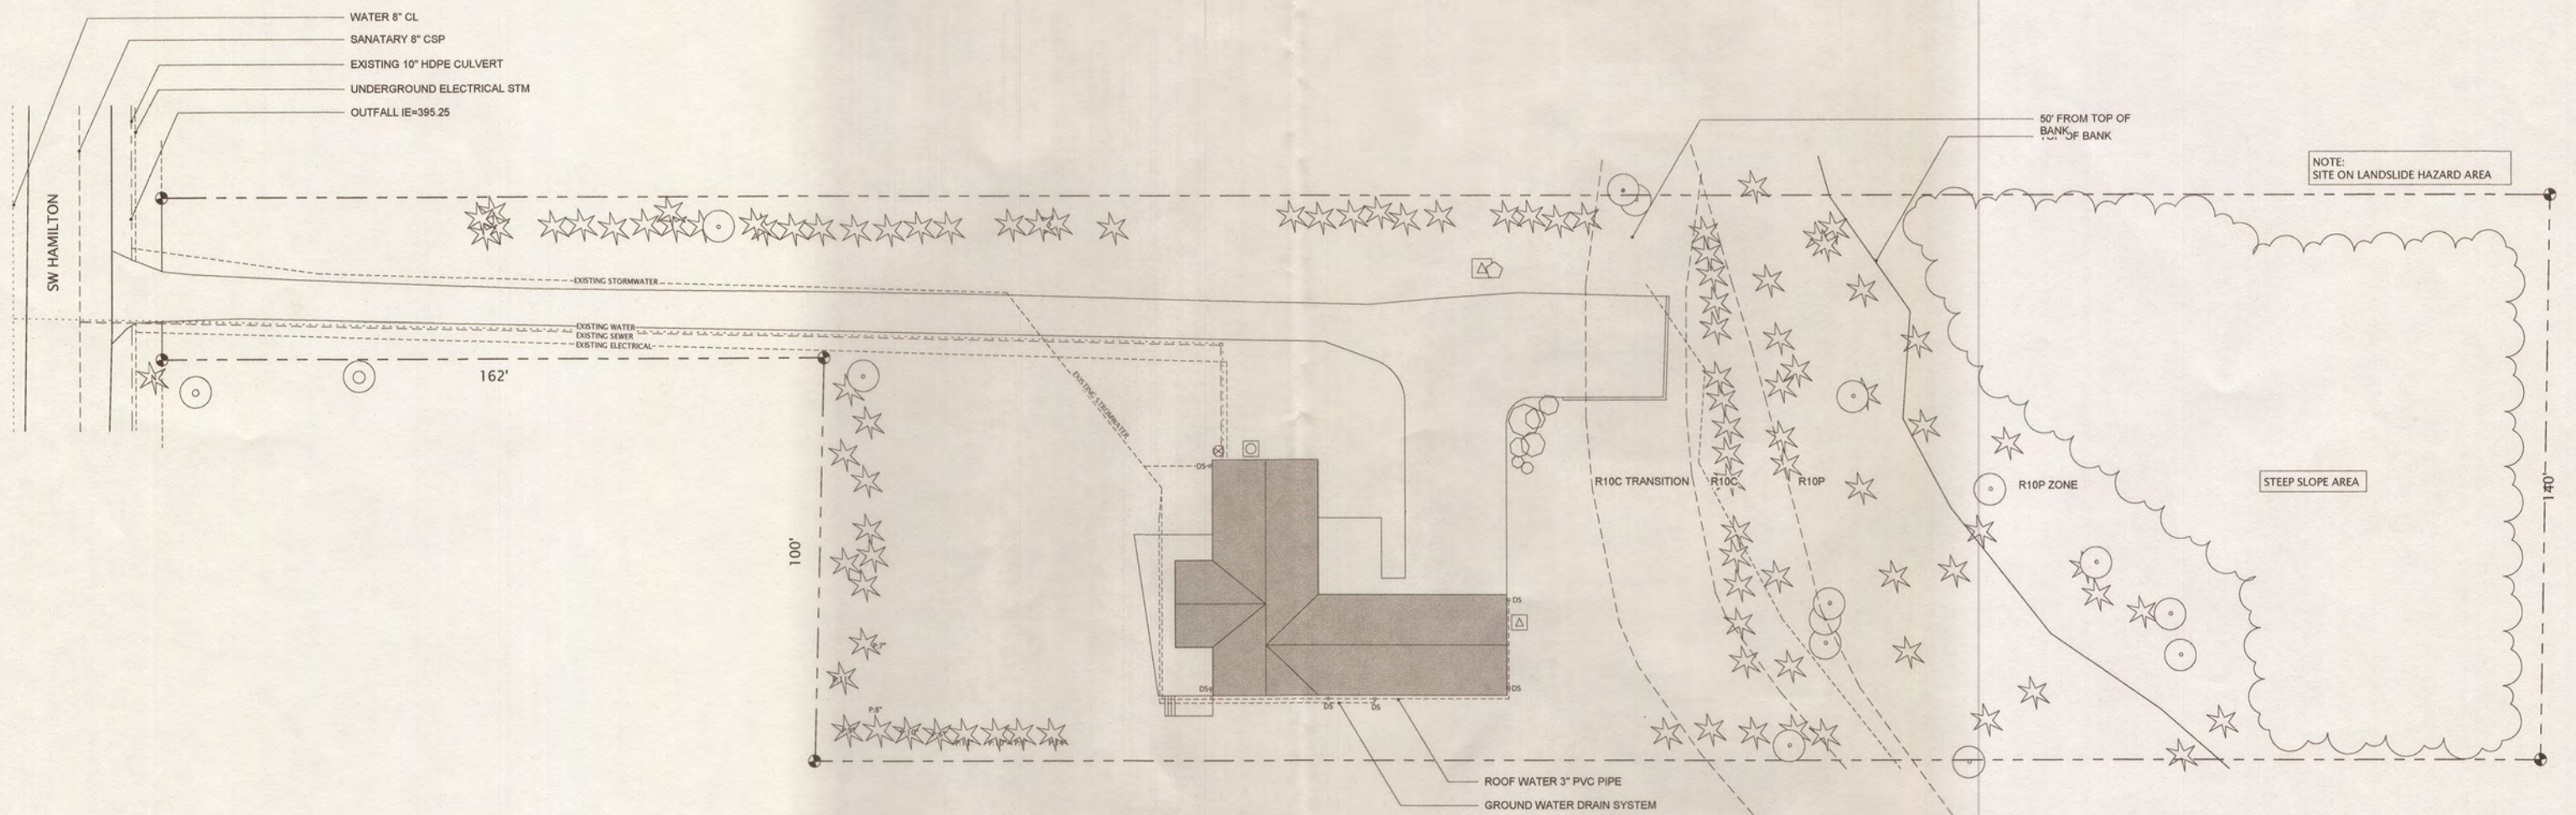 WATER 8" CL
SANATARY 8" CSP
EXISTING 10" HDPE CULVERT
UNDERGROUND ELECTRICAL STM
OUTFALL IE=395.25
50' FROM TOP OF
BANK
OF BANK
NOTE:
SITE ON LANDSLIDE HAZARD AREA
SW HAMILTON
EXISTING STORMWATER
EXISTING WATER
EXISTING SEWER
EXISTING ELECTRICAL
162'
EXISTING STROMWATER
DS
R10C TRANSITION
R10C
R10P
R10P ZONE
STEEP SLOPE AREA
140'
100'
DS
DS
DS
DS
DS
P.8"
ROOF WATER 3" PVC PIPE
GROUND WATER DRAIN SYSTEM